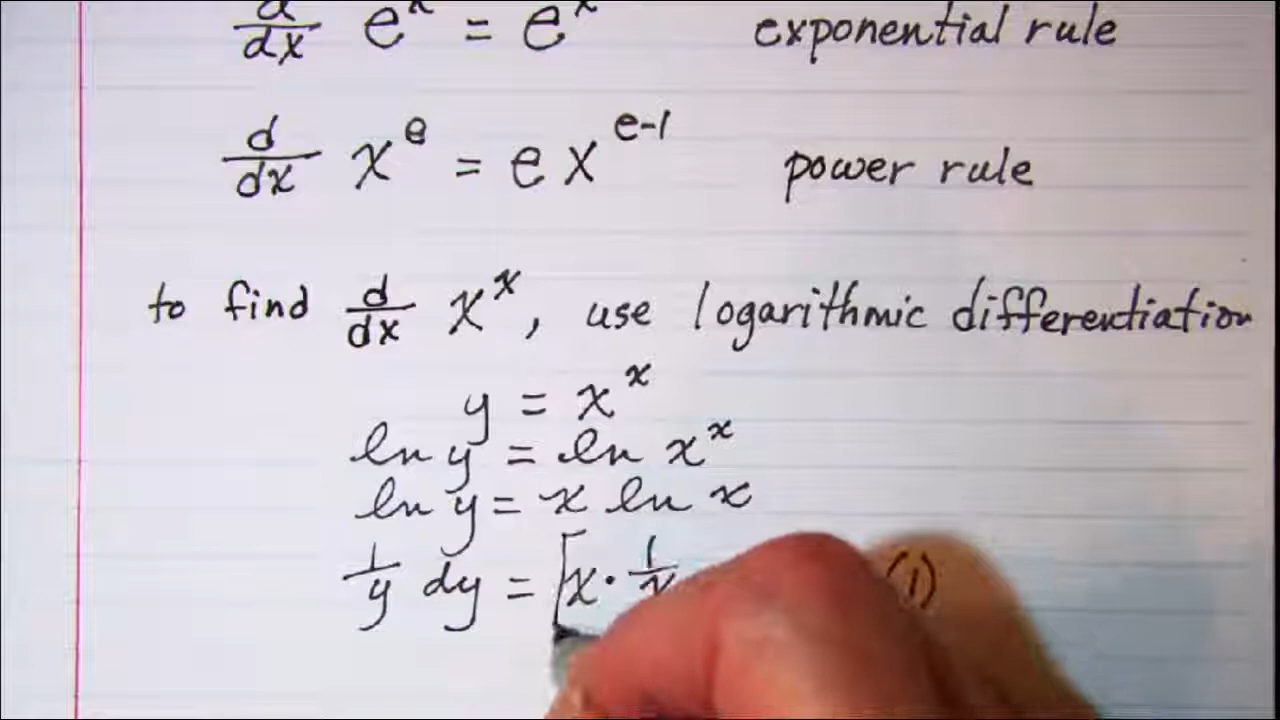 d/dx e^x = e^x exponential rule
d/dx x^e = e x^(e-1) power rule
to find d/dx x^x, use logarithmic differentiation
y = x^x
ln y = ln x^x
ln y = x ln x
1/y dy = [x · 1/x (1)